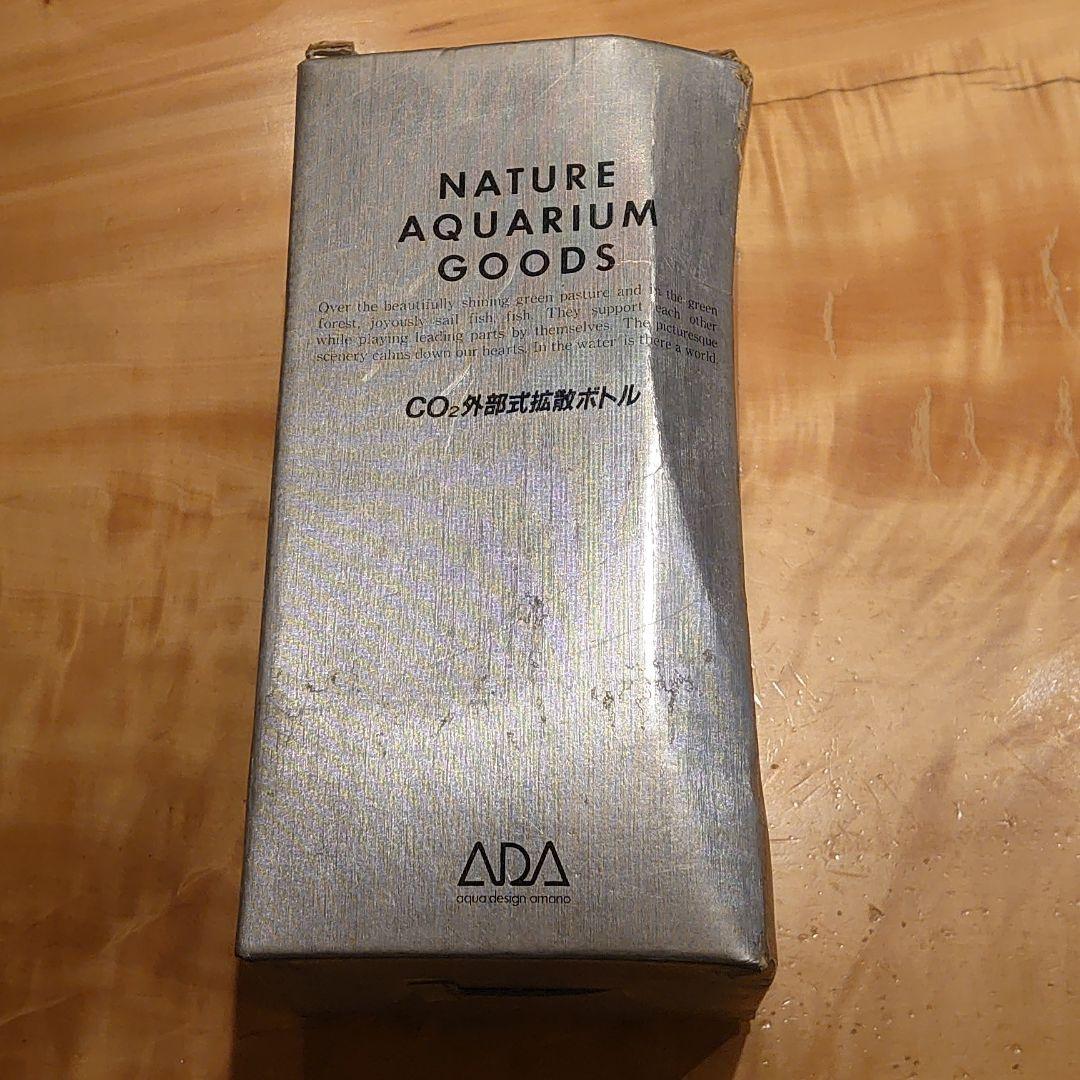 NATURE
AQUARIUM
GOODS
Over the beautifully shining green pasture and in the green
forest, joyously sail fish, fish. They support each other
while playing leading parts by themselves. The picturesque
scenery calms down our hearts. In the water is there a world.
CO₂外部式拡散ボトル
ADA
aqua design amano